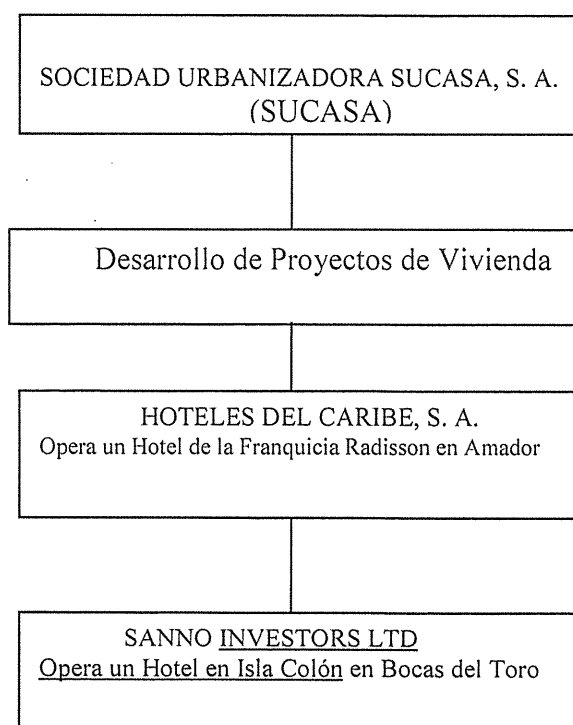 SOCIEDAD URBANIZADORA SUCASA, S. A.
(SUCASA)
Desarrollo de Proyectos de Vivienda
HOTELES DEL CARIBE, S. A.
Opera un Hotel de la Franquicia Radisson en Amador
SANNO INVESTORS LTD
Opera un Hotel en Isla Colón en Bocas del Toro